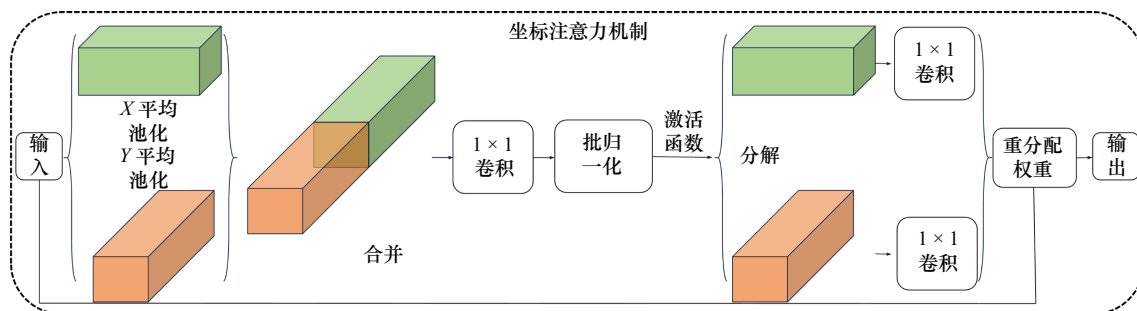 坐标注意力机制
输
入
X 平均
池化
Y 平均
池化
合并
1 × 1
卷积
批归
一化
激活
函数
分解
1 × 1
卷积
1 × 1
卷积
重分配
权重
输
出